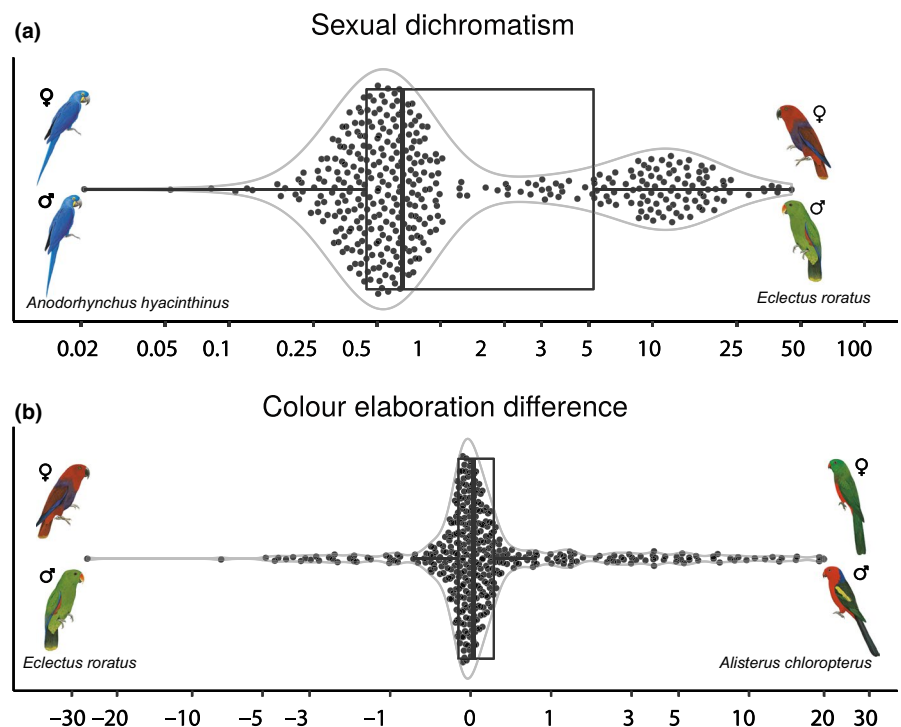 (a)
Sexual dichromatism
♀
♀
♂
♂
Anodorhynchus hyacinthinus
Eclectus roratus
0.02 0.05 0.1 0.25 0.5 1 2 3 5 10 25 50 100
(b)
Colour elaboration difference
♀
♀
♂
♂
Eclectus roratus
Alisterus chloropterus
−30 −20 −10 −5 −3 −1 0 1 3 5 10 20 30